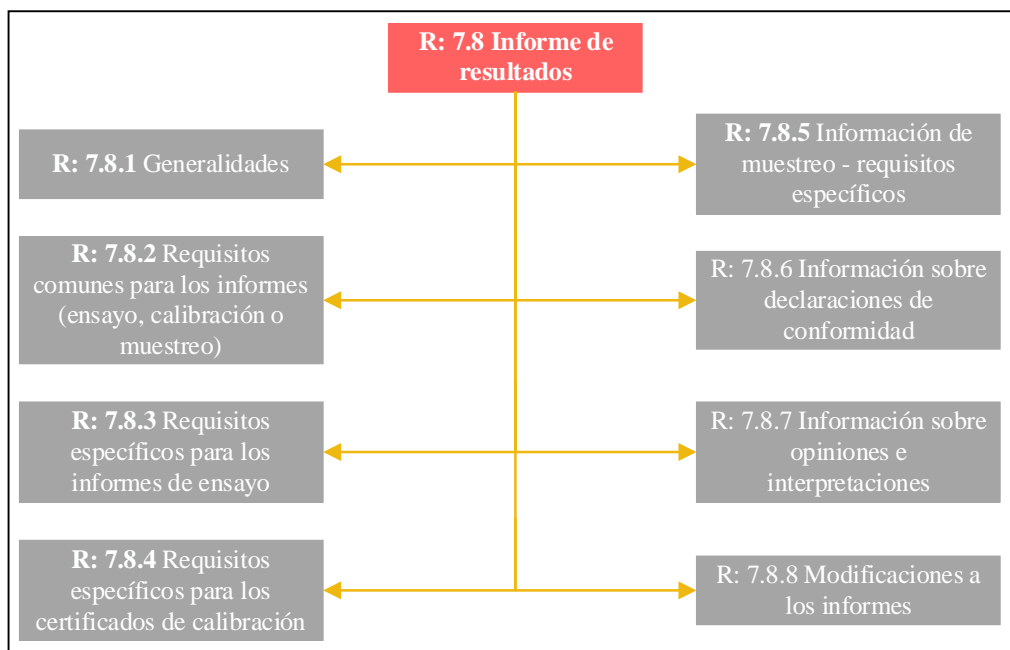 R: 7.8 Informe de
resultados
R: 7.8.1 Generalidades
R: 7.8.2 Requisitos
comunes para los informes
(ensayo, calibración o
muestreo)
R: 7.8.3 Requisitos
específicos para los
informes de ensayo
R: 7.8.4 Requisitos
específicos para los
certificados de calibración
R: 7.8.5 Información de
muestreo - requisitos
específicos
R: 7.8.6 Información sobre
declaraciones de
conformidad
R: 7.8.7 Información sobre
opiniones e
interpretaciones
R: 7.8.8 Modificaciones a
los informes